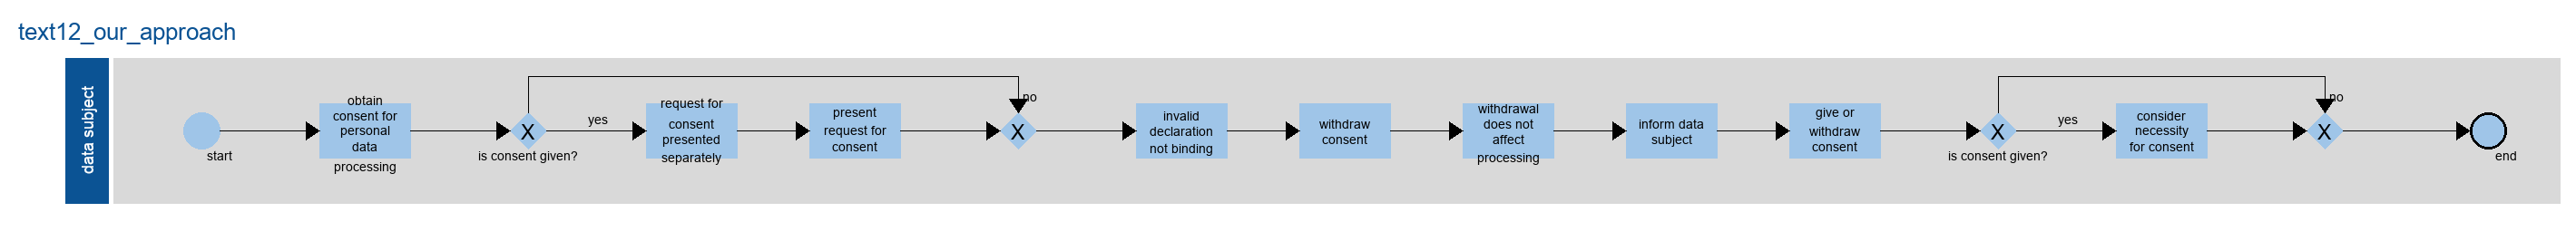 text12_our_approach
data subject
start
obtain
consent for
personal
data
processing
X
is consent given?
yes
request for
consent
presented
separately
present
request for
consent
no
X
invalid
declaration
not binding
withdraw
consent
withdrawal
does not
affect
processing
inform data
subject
give or
withdraw
consent
X
is consent given?
yes
consider
necessity
for consent
no
X
end